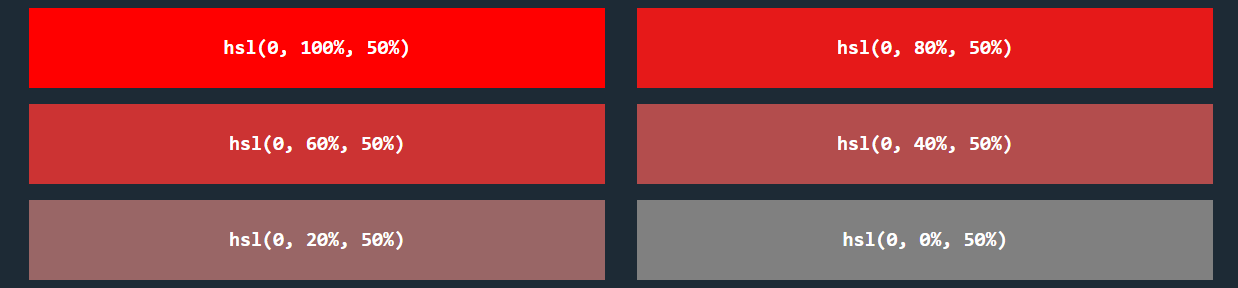 hsl(0, 100%, 50%)
hsl(0, 80%, 50%)
hsl(0, 60%, 50%)
hsl(0, 40%, 50%)
hsl(0, 20%, 50%)
hsl(0, 0%, 50%)